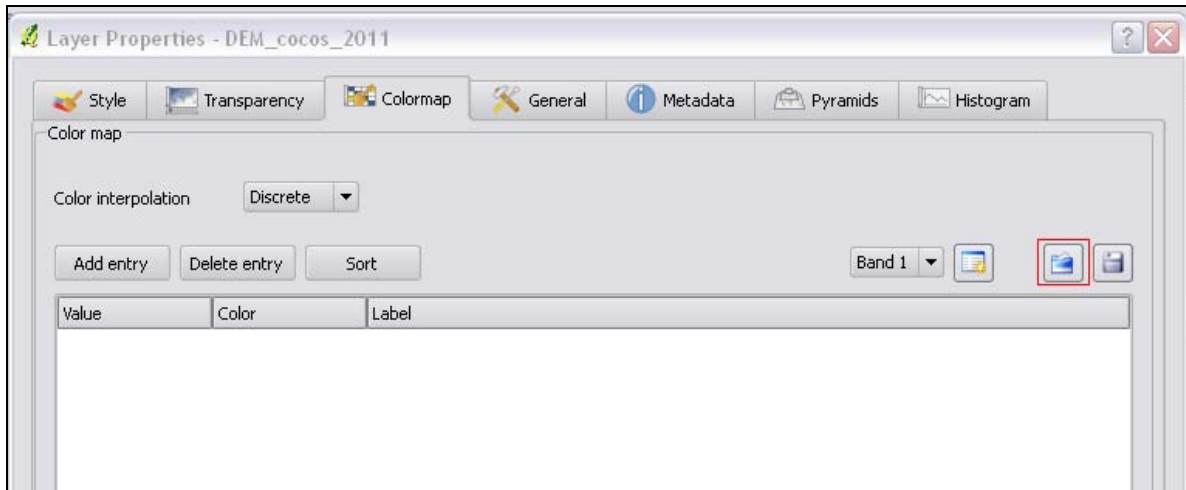 Layer Properties - DEM_cocos_2011 ?
Style Transparency Colormap General Metadata Pyramids Histogram
Color map
Color interpolation Discrete
Add entry Delete entry Sort Band 1
Value Color Label